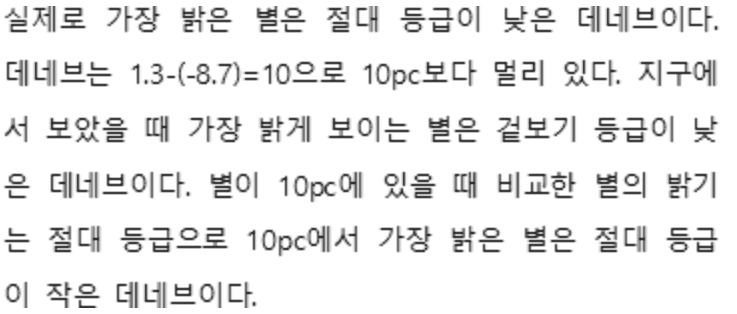 실제로 가장 밝은 별은 절대 등급이 낮은 데네브이다.
데네브는 1.3-(-8.7)=10으로 10pc보다 멀리 있다. 지구에
서 보았을 때 가장 밝게 보이는 별은 겉보기 등급이 낮
은 데네브이다. 별이 10pc에 있을 때 비교한 별의 밝기
는 절대 등급으로 10pc에서 가장 밝은 별은 절대 등급
이 작은 데네브이다.